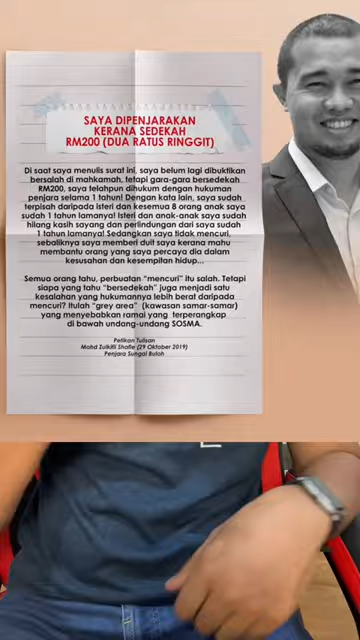 SAYA DIPENJARAKAN
KERANA SEDEKAH
RM200 (DUA RATUS RINGGIT)
Di saat saya menulis surat ini, saya belum lagi dibuktikan
bersalah di mahkamah, tetapi gara-gara bersedekah
RM200, saya telahpun dihukum dengan hukuman
penjara selama 1 tahun! Dengan kata lain, saya sudah
terpisah daripada isteri dan kesemua 8 orang anak saya
sudah 1 tahun lamanya! Isteri dan anak-anak saya sudah
hilang kasih sayang dan perlindungan dari saya sudah
1 tahun lamanya! Sedangkan saya tidak mencuri,
sebaliknya saya memberi duit saya kerana mahu
membantu orang yang saya percaya dia dalam
kesusahan dan kesempitan hidup...
Semua orang tahu, perbuatan "mencuri" itu salah. Tetapi
siapa yang tahu "bersedekah" juga menjadi satu
kesalahan yang hukumannya lebih berat daripada
mencuri? Itulah "grey area" (kawasan samar-samar)
yang menyebabkan ramai yang terperangkap
di bawah undang-undang SOSMA.
Petikan Tulisan
Mohd Zulkifli Shafie (29 Oktober 2019)
Penjara Sungai Buloh